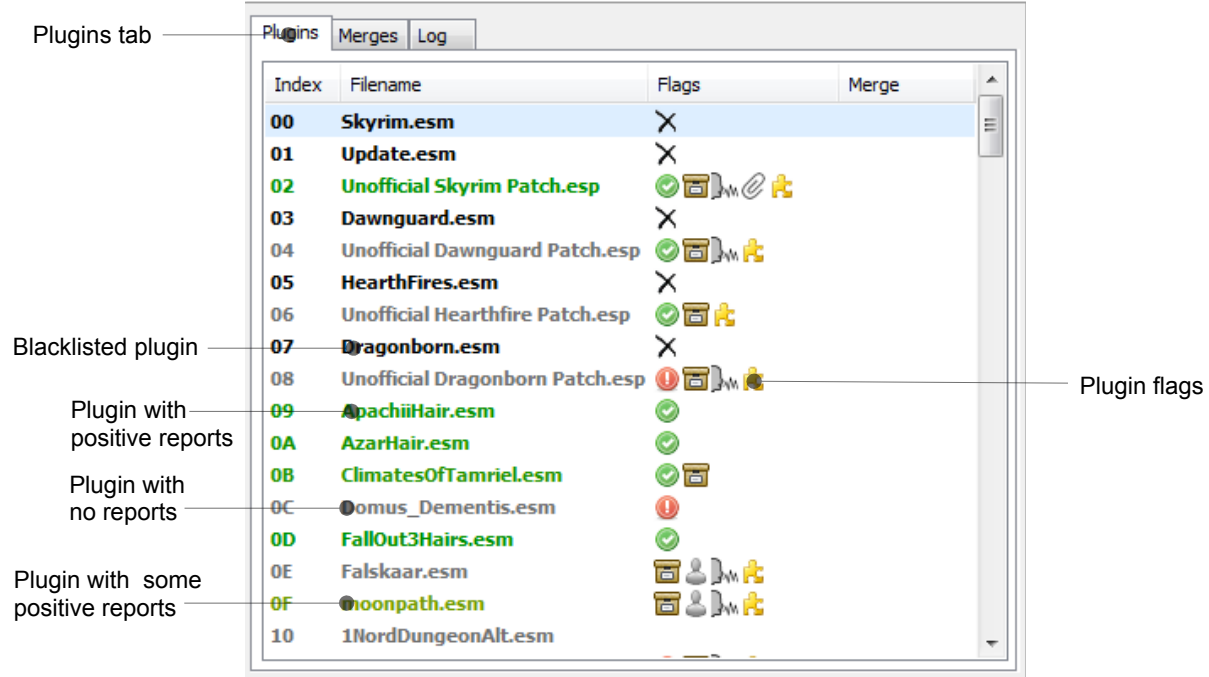 Plugins tab
Plugins Merges Log
Index Filename Flags Merge
00 Skyrim.esm
01 Update.esm
02 Unofficial Skyrim Patch.esp
03 Dawnguard.esm
04 Unofficial Dawnguard Patch.esp
05 HearthFires.esm
06 Unofficial Hearthfire Patch.esp
Blacklisted plugin
07 Dragonborn.esm
08 Unofficial Dragonborn Patch.esp
Plugin flags
Plugin with
positive reports
09 ApachiiHair.esm
0A AzarHair.esm
0B ClimatesOfTamriel.esm
Plugin with
no reports
0C Domus_Dementis.esm
0D FallOut3Hairs.esm
0E Falskaar.esm
Plugin with some
positive reports
0F moonpath.esm
10 1NordDungeonAlt.esm